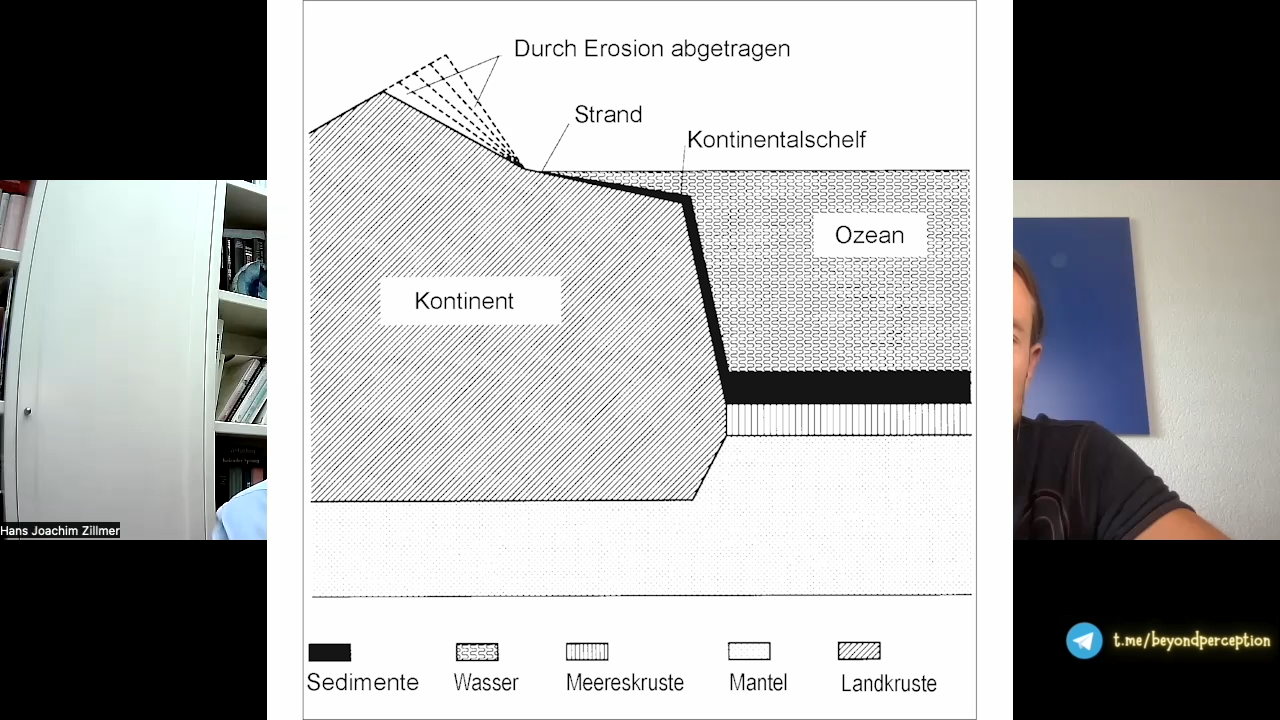 Durch Erosion abgetragen
Strand
Kontinentalschelf
Ozean
Kontinent
Hans Joachim Zillmer
t.me/beyondperception
Sedimente
Wasser
Meereskruste
Mantel
Landkruste